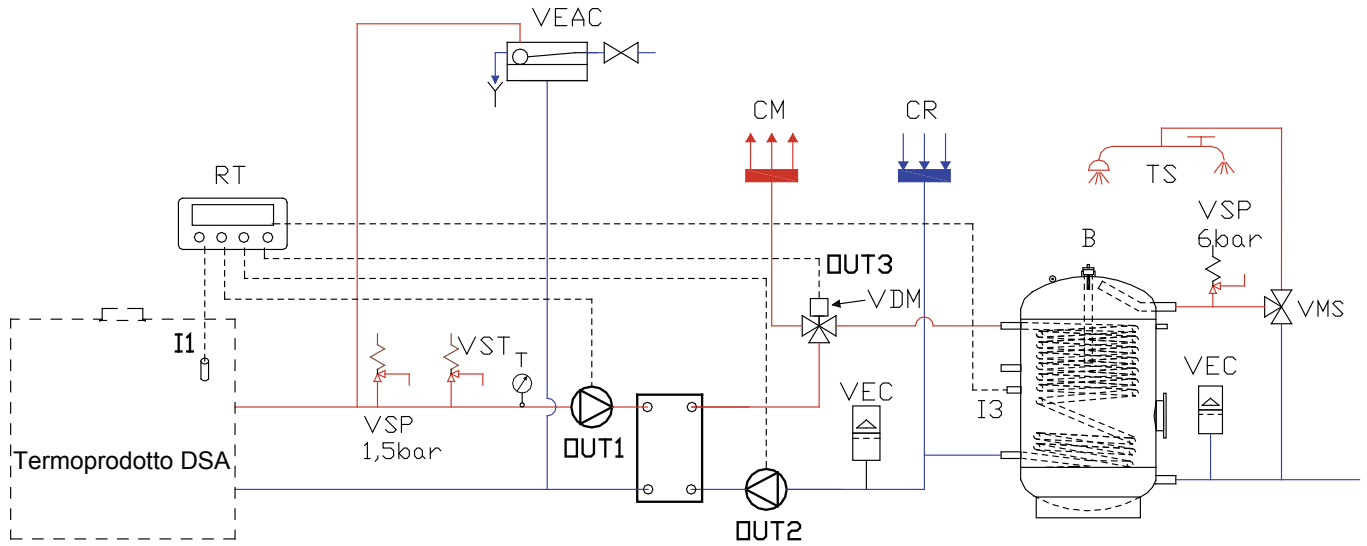 VEAC
CM
CR
RT
TS
VSP
6bar
B
OUT3
VDM
VMS
I1
VST
T
VEC
VEC
I3
VSP
1,5bar
OUT1
Termoprodotto DSA
OUT2